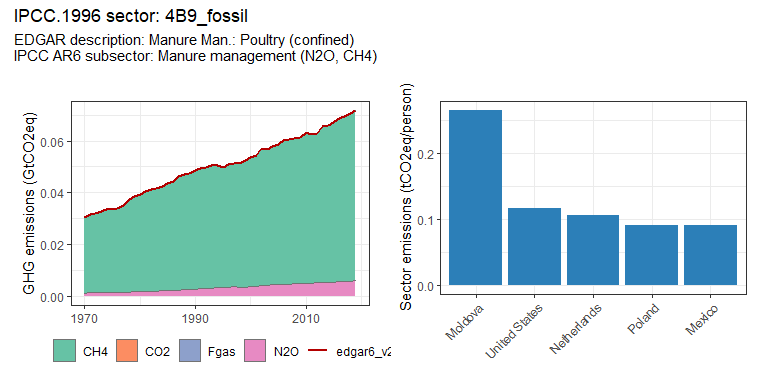 IPCC.1996 sector: 4B9_fossil
EDGAR description: Manure Man.: Poultry (confined)
IPCC AR6 subsector: Manure management (N2O, CH4)
GHG emissions (GtCO2eq)
0.06
0.04
0.02
0.00
1970
1990
2010
CH4
CO2
Fgas
N2O
edgar6_v2
Sector emissions (tCO2eq/person)
0.2
0.1
0.0
Moldova
United States
Netherlands
Poland
Mexico